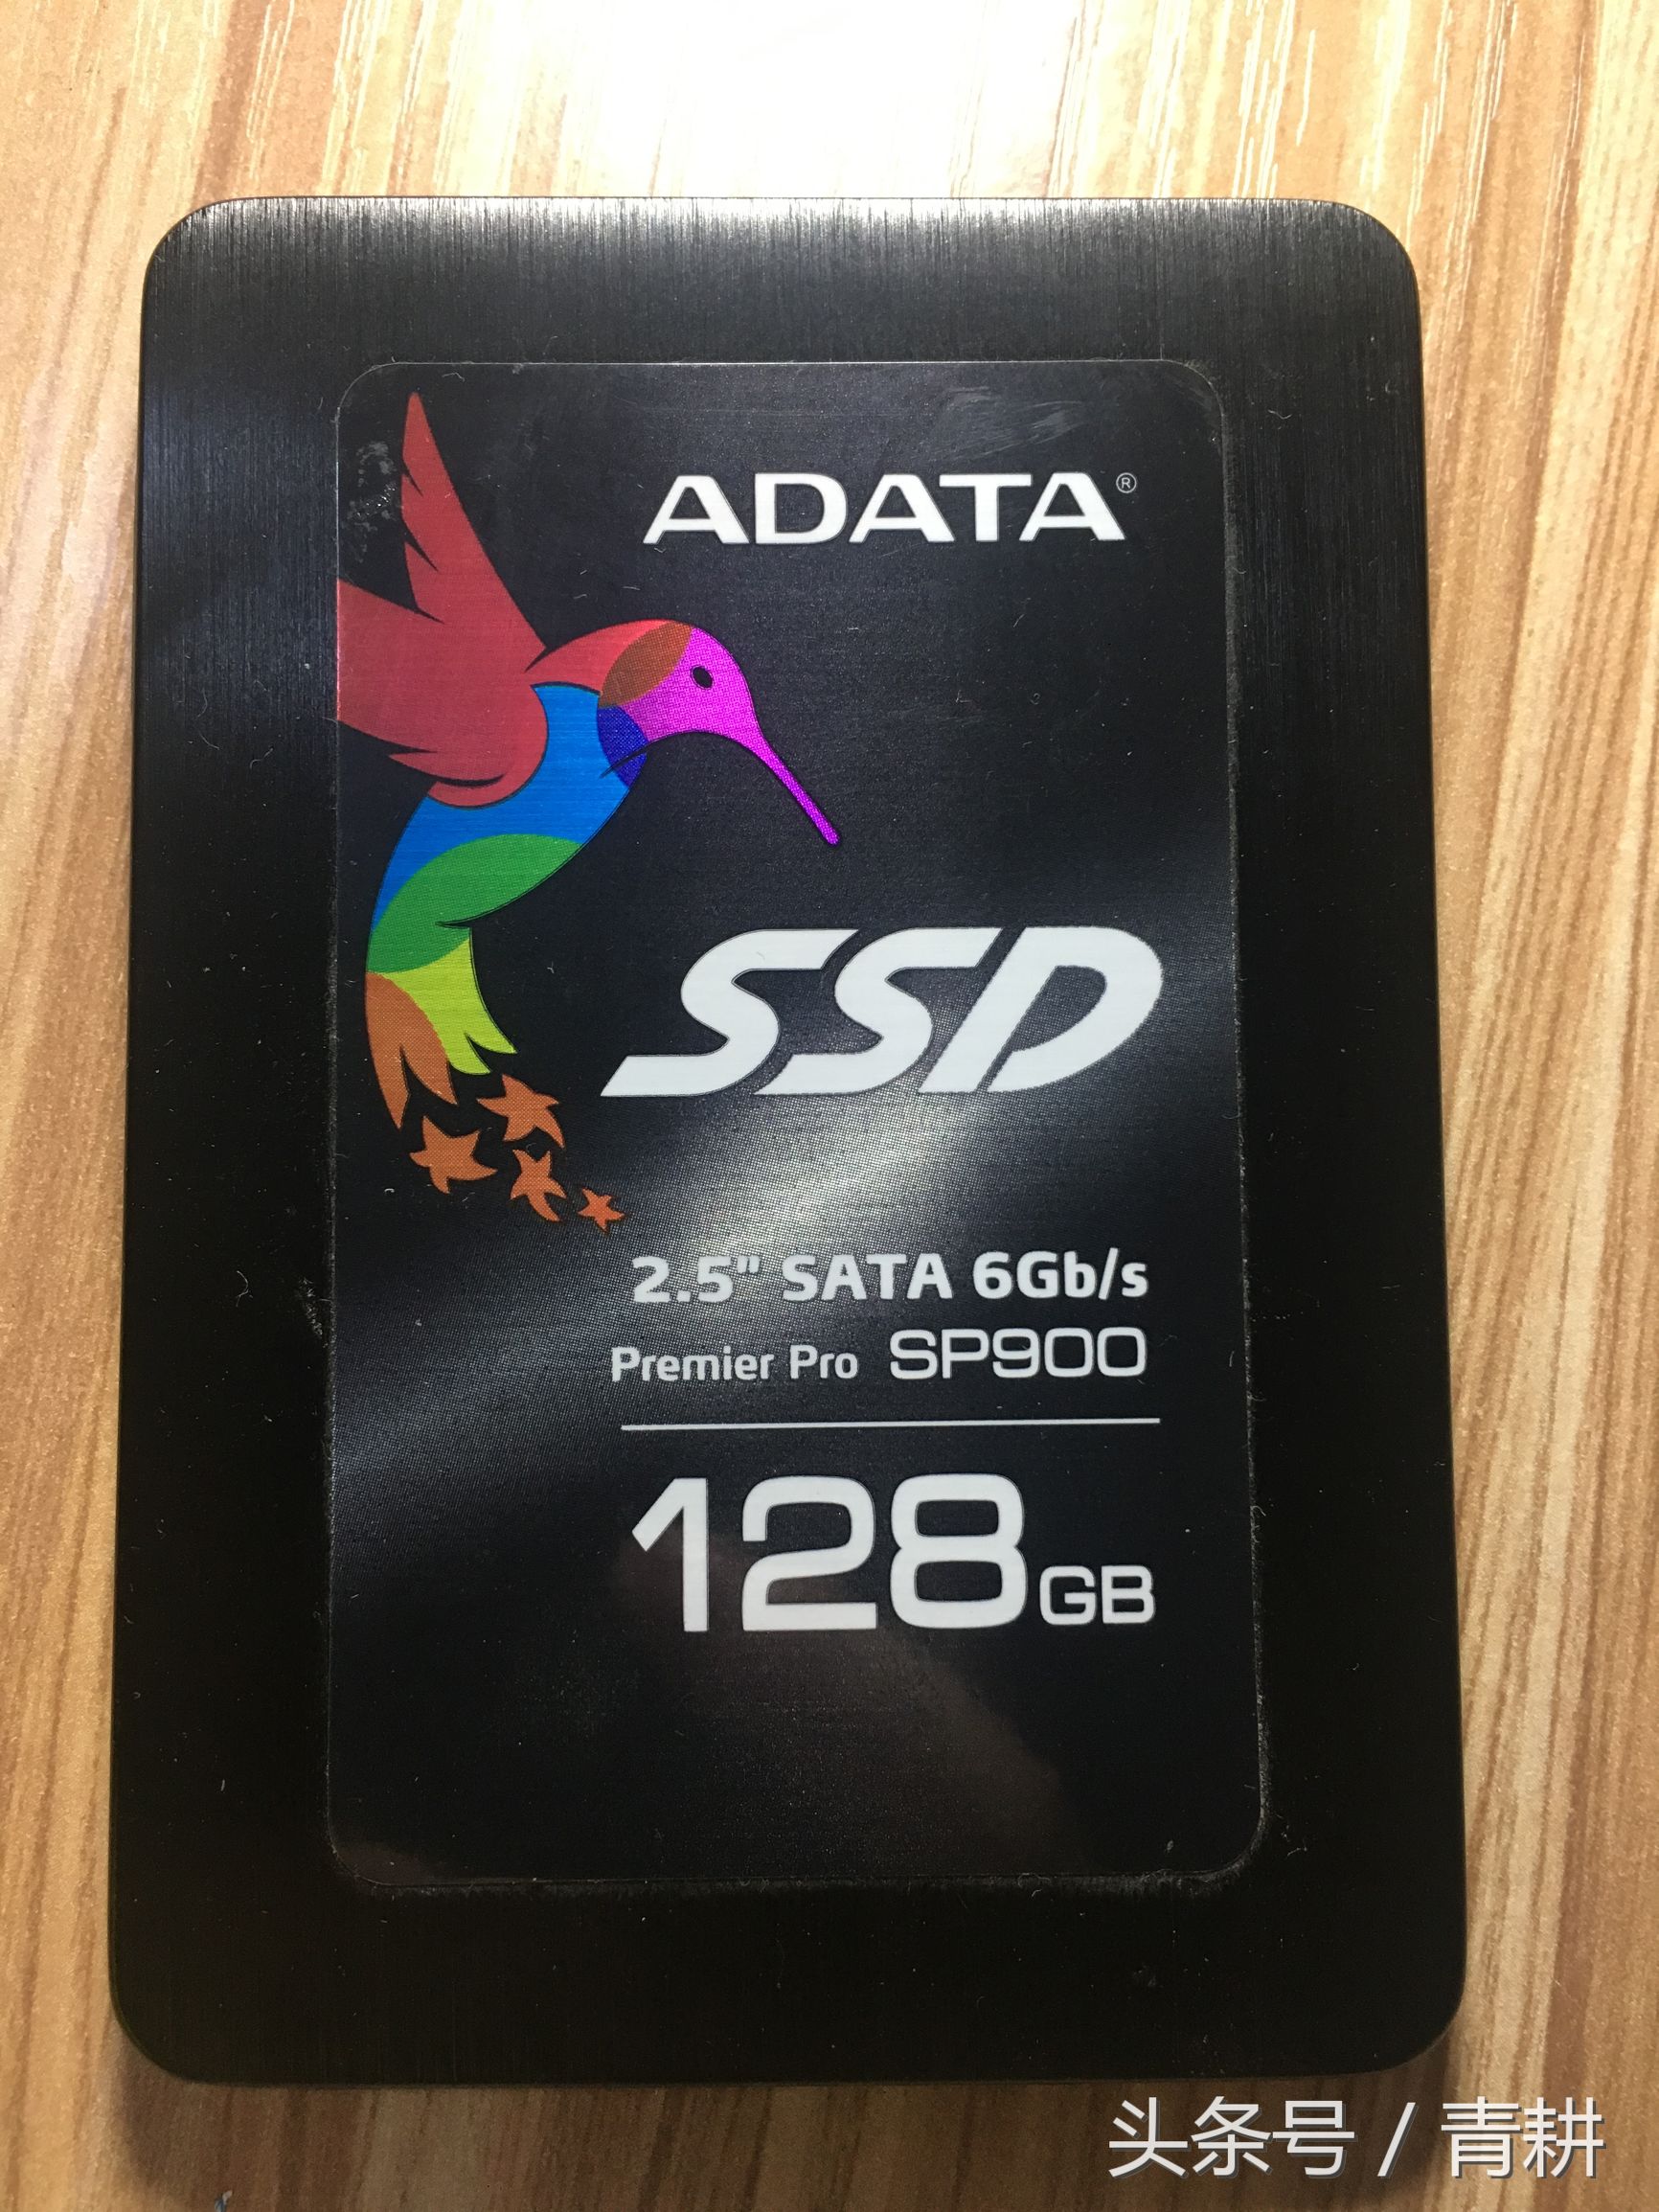 ADATA®
SSD
2.5" SATA 6Gb/s
Premier Pro SP900
128GB
头条号 / 青耕